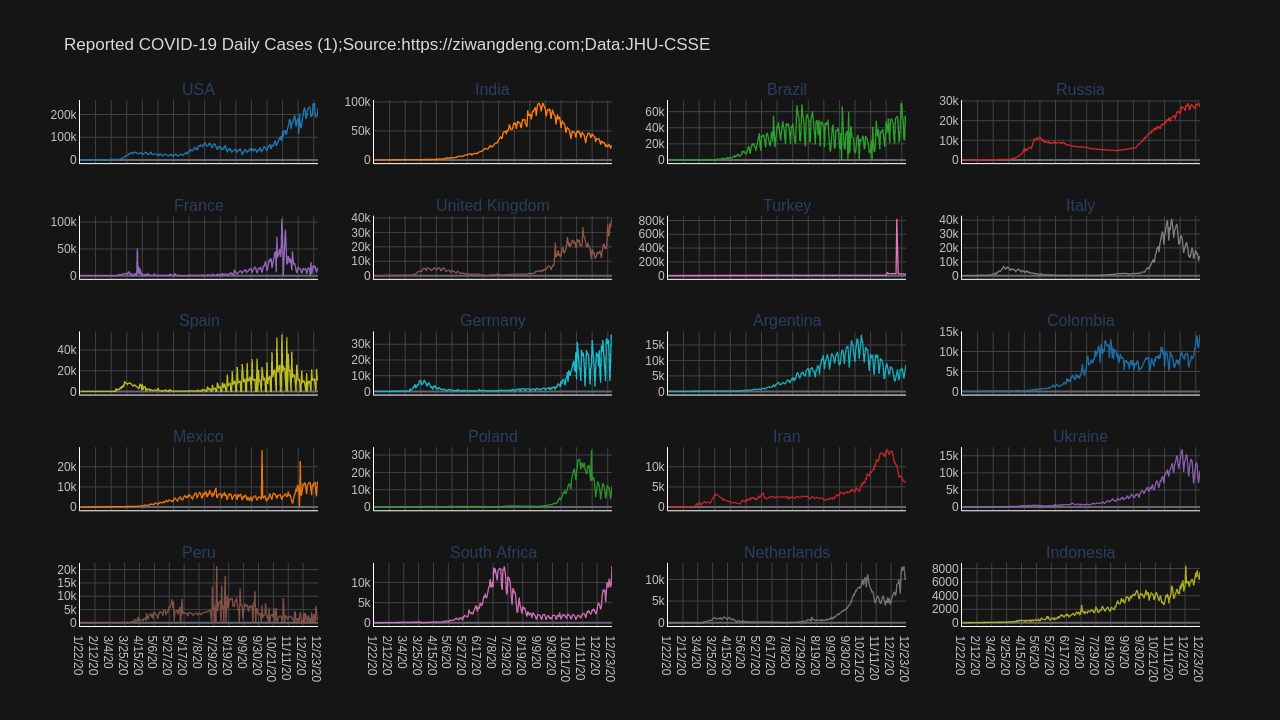 Reported COVID-19 Daily Cases (1);Source:https://ziwangdeng.com;Data:JHU-CSSE
USA
India
Brazil
Russia
200k
100k
0
100k
50k
0
60k
40k
20k
0
30k
20k
10k
0
France
United Kingdom
Turkey
Italy
100k
50k
0
40k
30k
20k
10k
0
800k
600k
400k
200k
0
40k
30k
20k
10k
0
Spain
Germany
Argentina
Colombia
40k
20k
0
30k
20k
10k
0
15k
10k
5k
0
15k
10k
5k
0
Mexico
Poland
Iran
Ukraine
20k
10k
0
30k
20k
10k
0
10k
5k
0
15k
10k
5k
0
Peru
South Africa
Netherlands
Indonesia
20k
15k
10k
5k
0
10k
5k
0
10k
5k
0
8000
6000
4000
2000
0
1/22/20
2/12/20
3/4/20
3/25/20
4/15/20
5/6/20
5/27/20
6/17/20
7/8/20
7/29/20
8/19/20
9/9/20
9/30/20
10/21/20
11/11/20
12/2/20
12/23/20
1/22/20
2/12/20
3/4/20
3/25/20
4/15/20
5/6/20
5/27/20
6/17/20
7/8/20
7/29/20
8/19/20
9/9/20
9/30/20
10/21/20
11/11/20
12/2/20
12/23/20
1/22/20
2/12/20
3/4/20
3/25/20
4/15/20
5/6/20
5/27/20
6/17/20
7/8/20
7/29/20
8/19/20
9/9/20
9/30/20
10/21/20
11/11/20
12/2/20
12/23/20
1/22/20
2/12/20
3/4/20
3/25/20
4/15/20
5/6/20
5/27/20
6/17/20
7/8/20
7/29/20
8/19/20
9/9/20
9/30/20
10/21/20
11/11/20
12/2/20
12/23/20